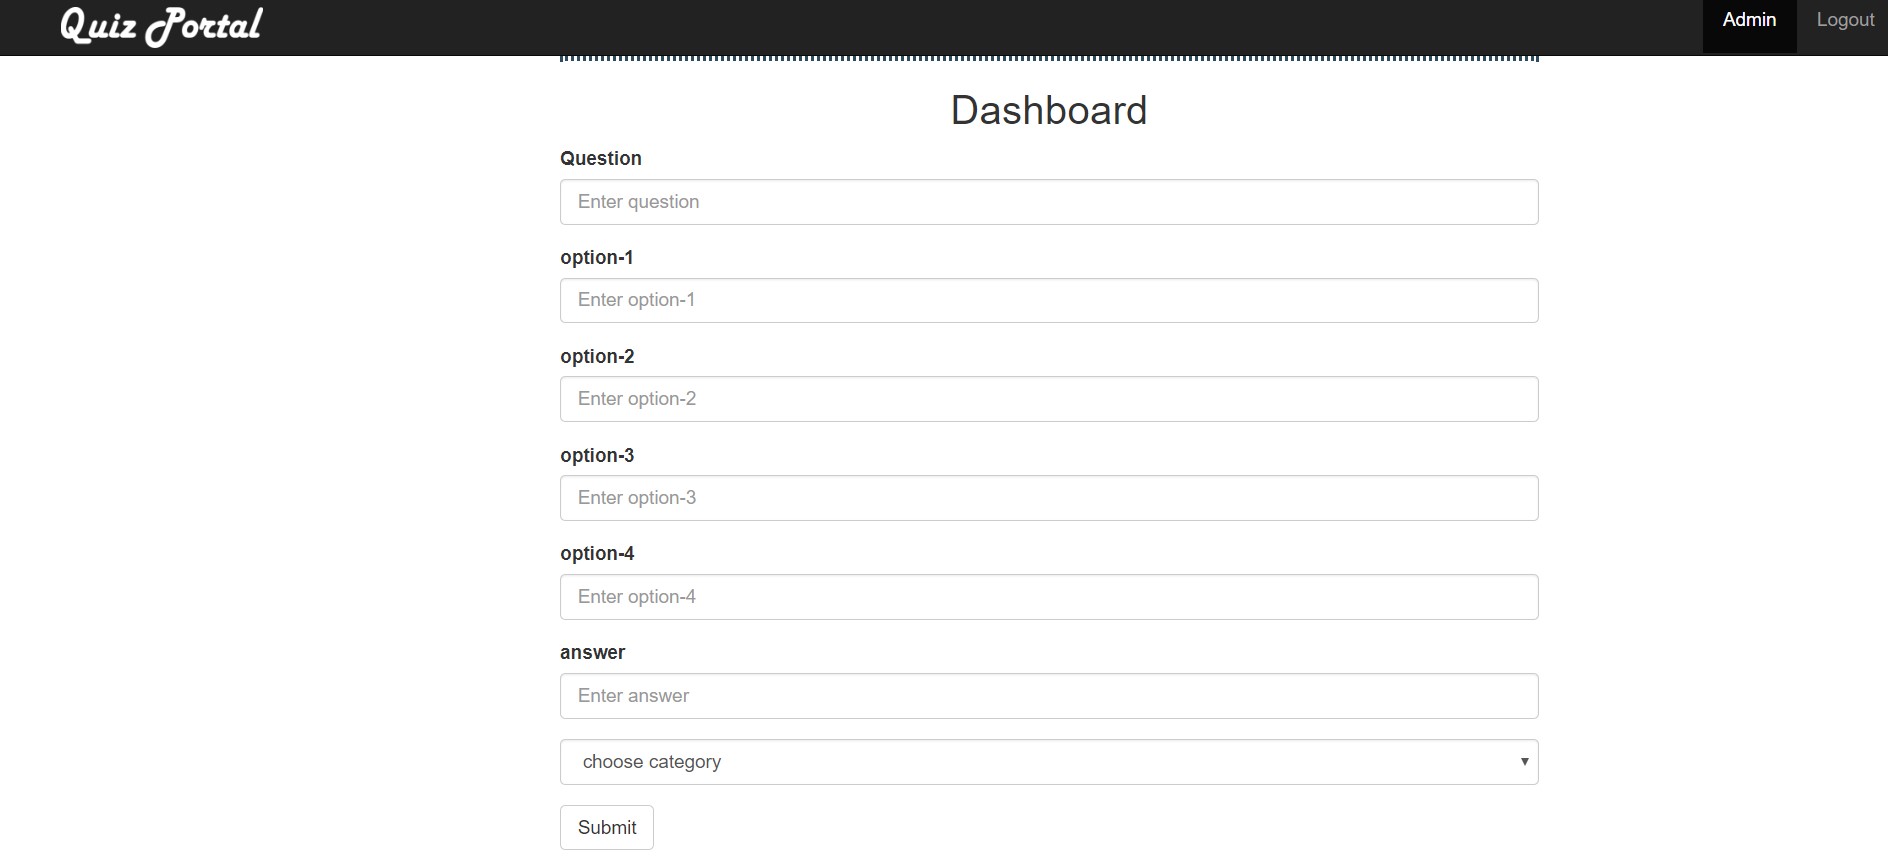 Quiz Portal
Admin Logout
Dashboard
Question
Enter question
option-1
Enter option-1
option-2
Enter option-2
option-3
Enter option-3
option-4
Enter option-4
answer
Enter answer
choose category
Submit